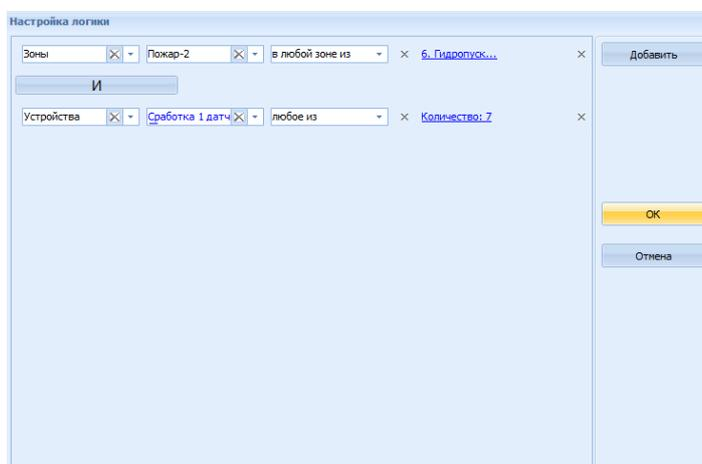 Настройка логики
Зоны Пожар-2 в любой зоне из 6. Гидропуск... Добавить
И
Устройства Сработка 1 датч любое из Количество: 7
ОК
Отмена